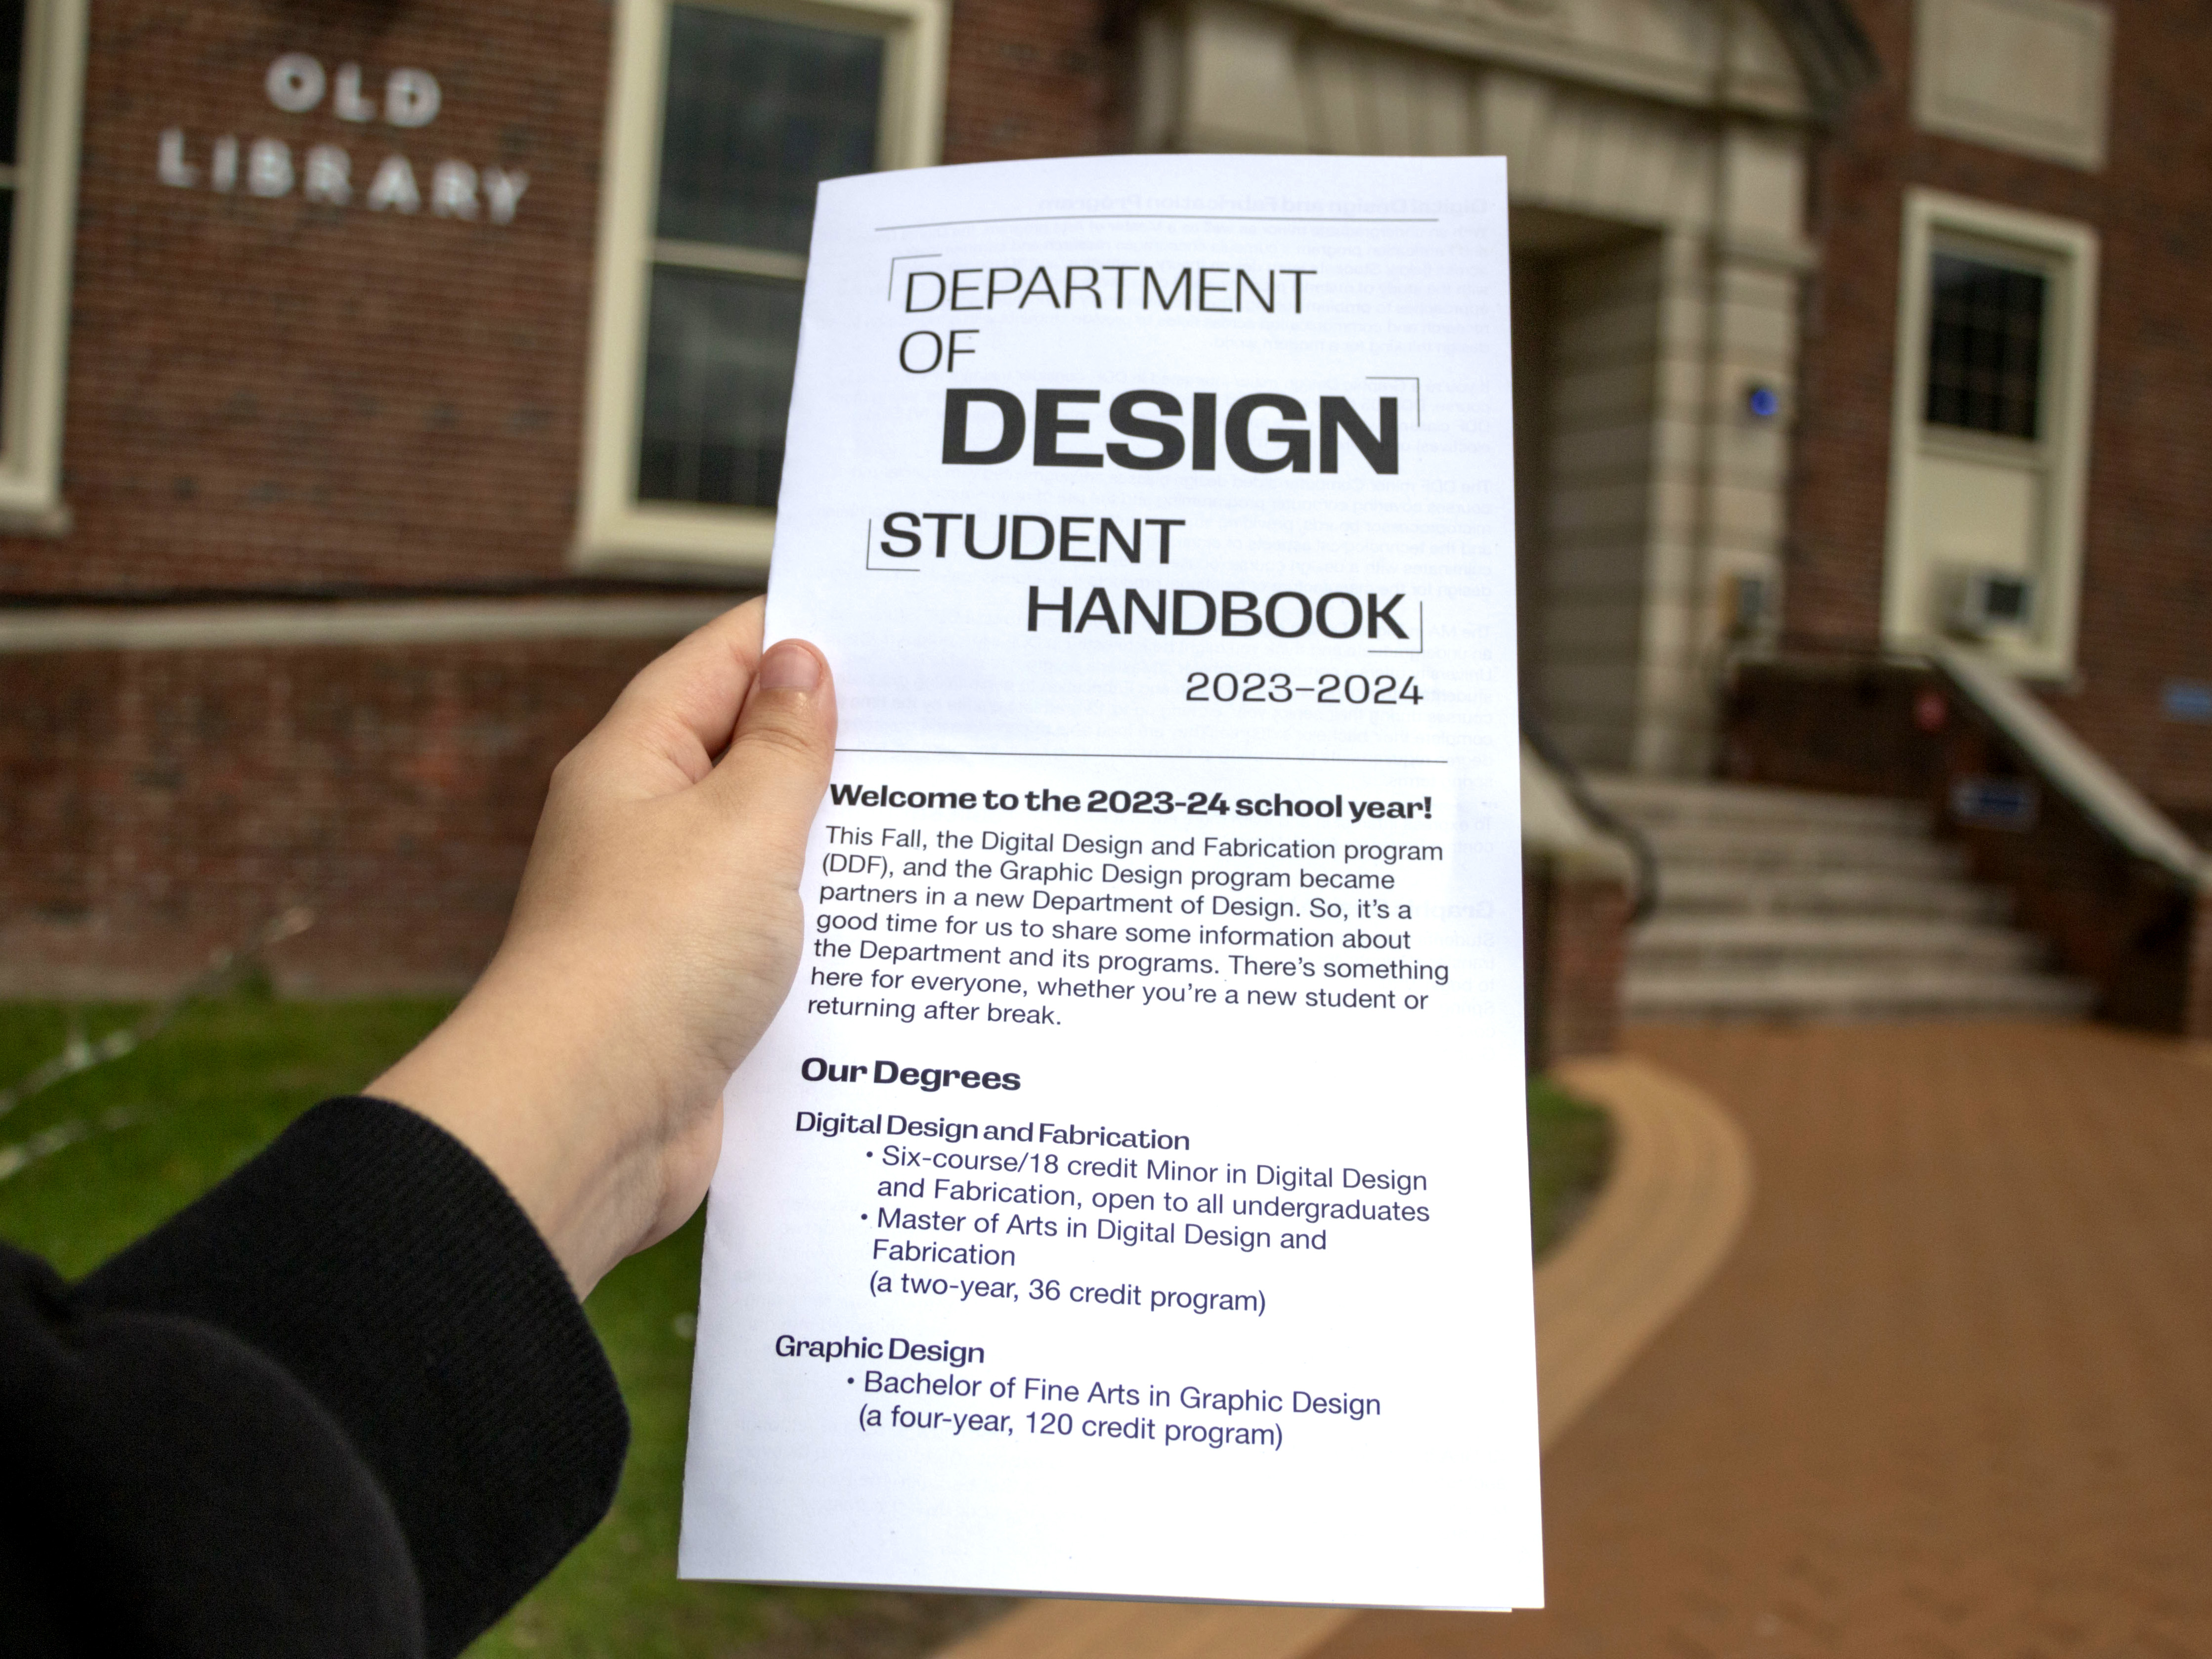 OLD
LIBRARY
DEPARTMENT
OF
DESIGN
STUDENT
HANDBOOK
2023–2024
Welcome to the 2023-24 school year!
This Fall, the Digital Design and Fabrication program
(DDF), and the Graphic Design program became
partners in a new Department of Design. So, it’s a
good time for us to share some information about
the Department and its programs. There’s something
here for everyone, whether you’re a new student or
returning after break.
Our Degrees
Digital Design and Fabrication
• Six-course/18 credit Minor in Digital Design
and Fabrication, open to all undergraduates
• Master of Arts in Digital Design and
Fabrication
(a two-year, 36 credit program)
Graphic Design
• Bachelor of Fine Arts in Graphic Design
(a four-year, 120 credit program)